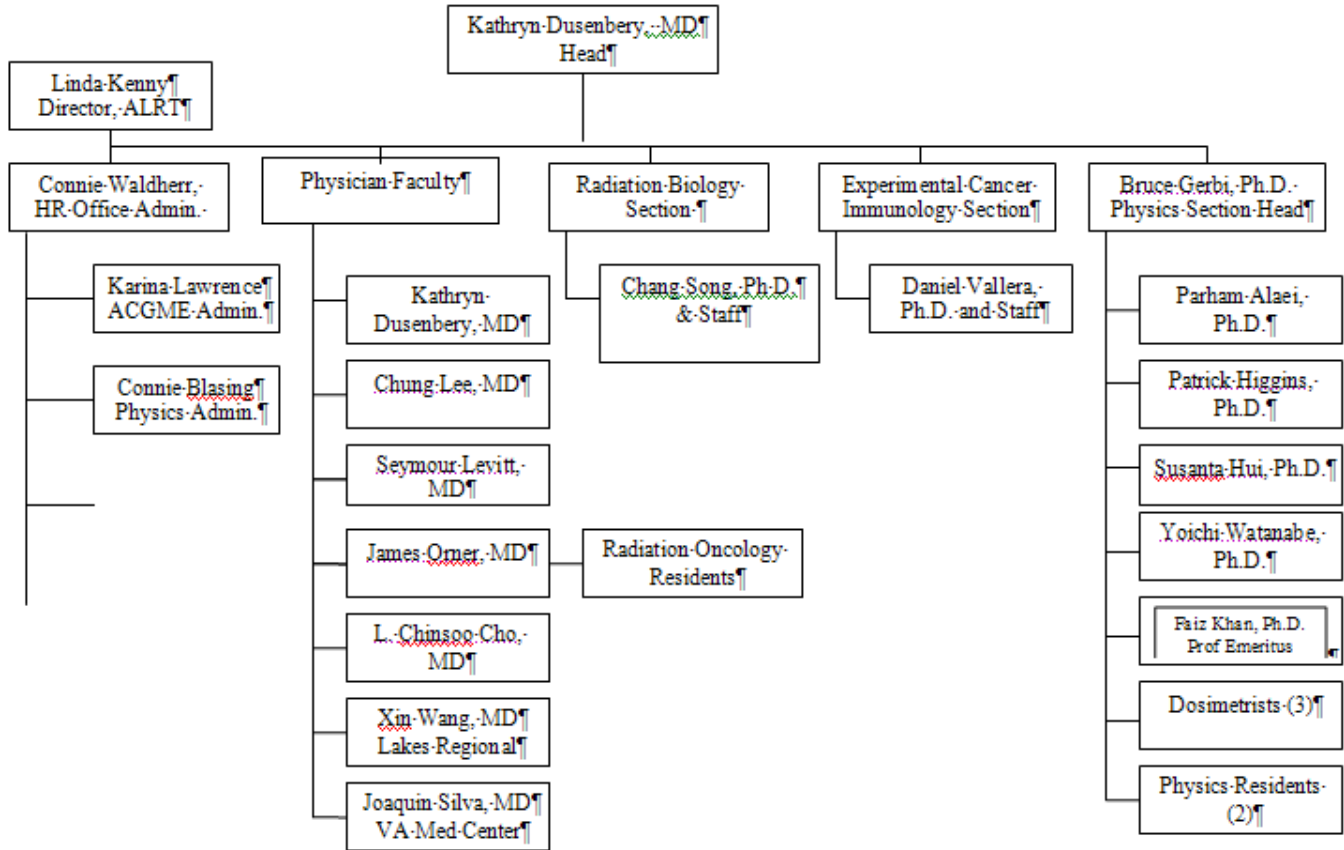 Kathryn Dusenbery, MD¶
Head¶
Linda Kenny¶
Director, ALRT¶
Connie Waldherr,
HR Office Admin.
Karina Lawrence¶
ACGME Admin.¶
Connie Blasing¶
Physics Admin.¶
Physician Faculty¶
Kathryn
Dusenbery, MD¶
Chung Lee, MD¶
Seymour Levitt,
MD¶
James Orner, MD¶
Radiation Oncology
Residents¶
L. Chinsoo Cho,
MD¶
Xin Wang, MD¶
Lakes Regional¶
Joaquin Silva, MD¶
VA Med Center¶
Radiation Biology
Section ¶
Chang Song, Ph D.¶
& Staff¶
Experimental Cancer
Immunology Section¶
Daniel Vallera,
Ph.D. and Staff¶
Bruce Gerbi, Ph.D.
Physics Section Head¶
Parham Alaei,
Ph.D.¶
Patrick Higgins,
Ph.D.¶
Susanta Hui, Ph.D.¶
Yoichi Watanabe,
Ph.D.¶
Faiz Khan, Ph.D.
Prof Emeritus
¶
Dosimetrists (3)¶
Physics Residents
(2)¶